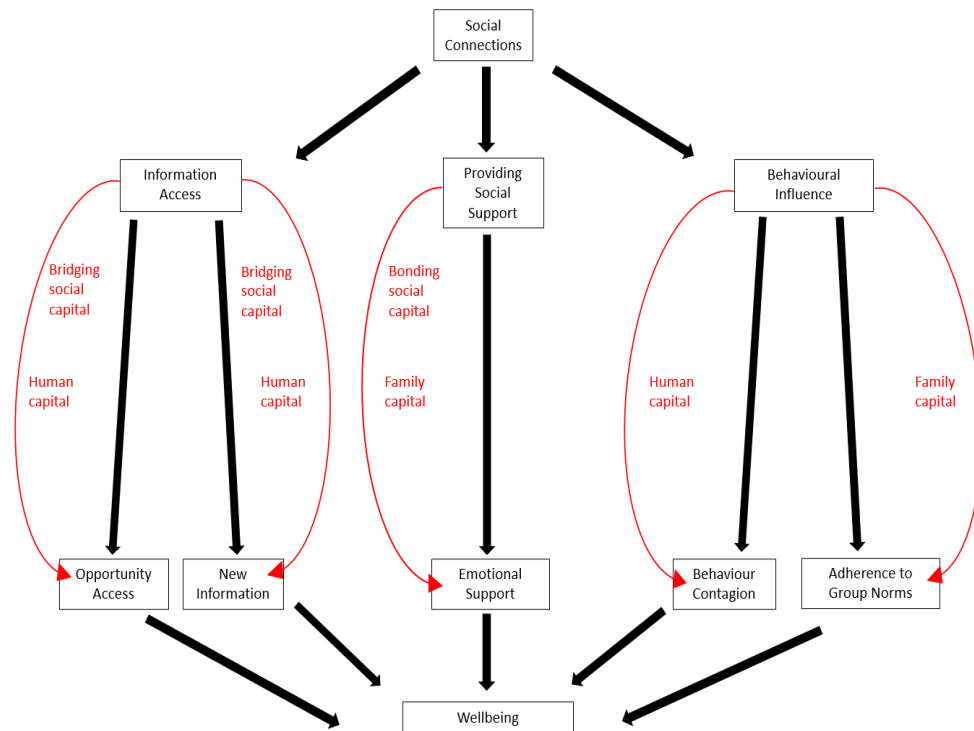 Social
Connections
Information
Access
Providing
Social
Support
Behavioural
Influence
Bridging
social
capital
Bridging
social
capital
Bonding
social
capital
Human
capital
Human
capital
Family
capital
Human
capital
Family
capital
Opportunity
Access
New
Information
Emotional
Support
Behaviour
Contagion
Adherence to
Group Norms
Wellbeing